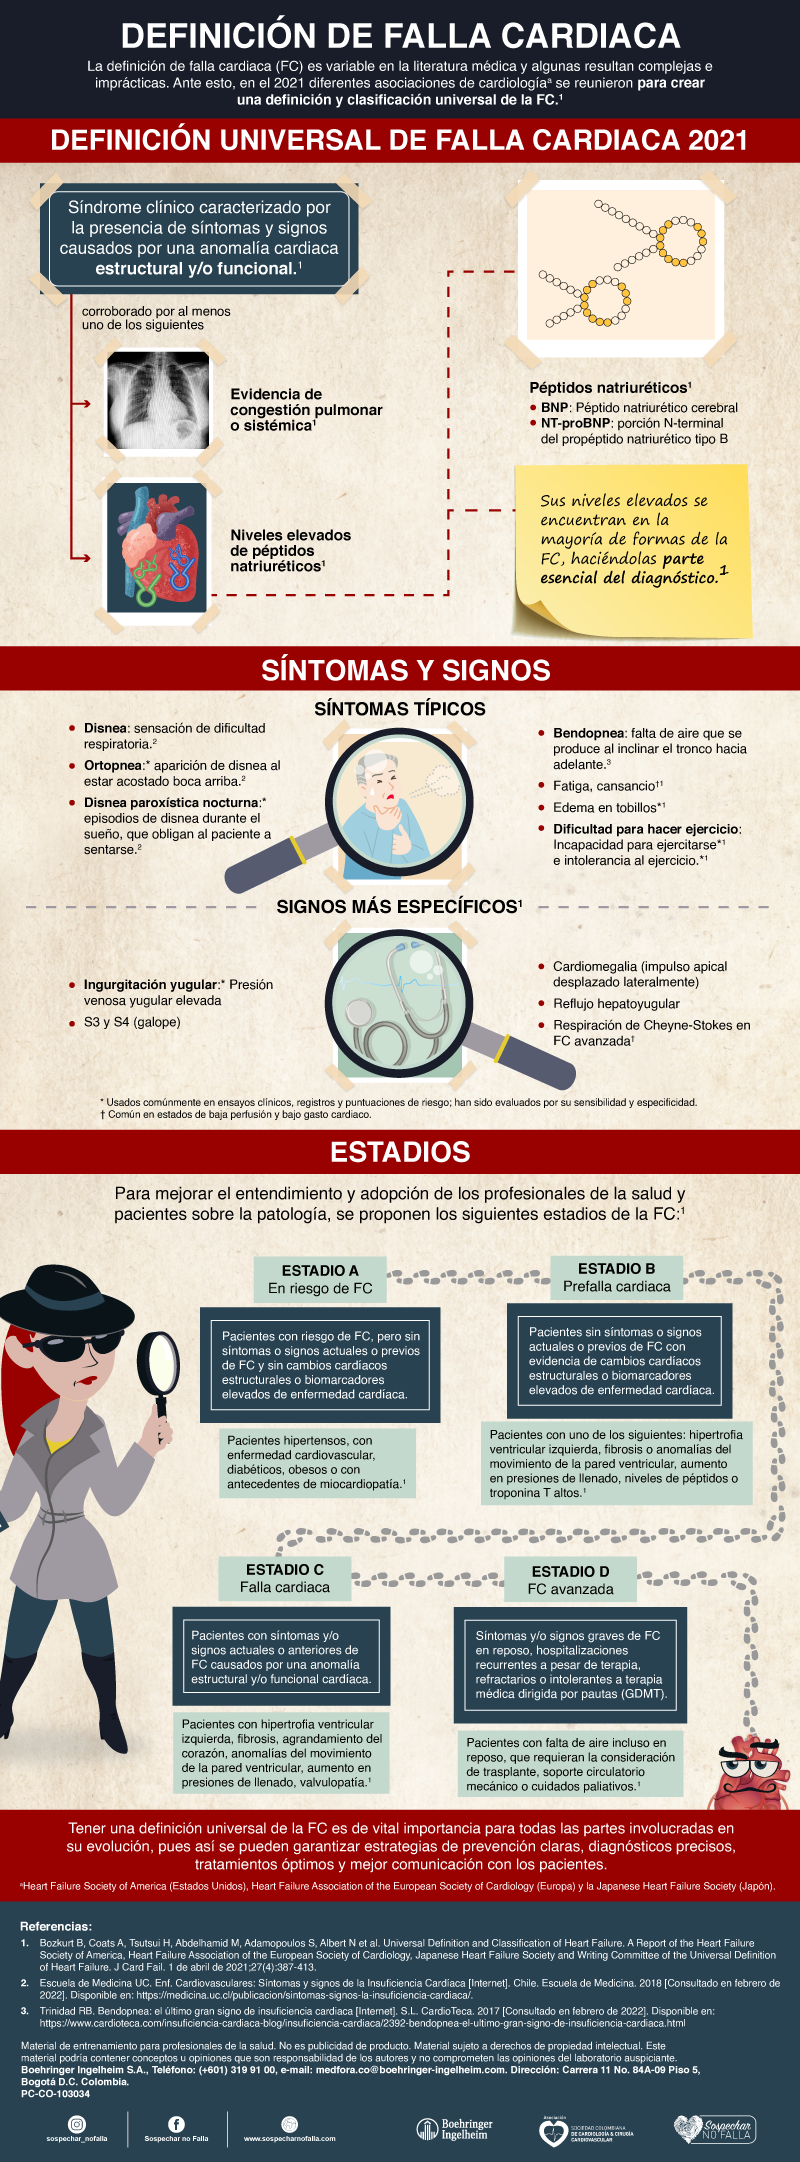 DEFINICIÓN DE FALLA CARDIACA
La definición de falla cardiaca (FC) es variable en la literatura médica y algunas resultan complejas e
imprácticas. Ante esto, en el 2021 diferentes asociaciones de cardiologíaª se reunieron para crear
una definición y clasificación universal de la FC.¹
DEFINICIÓN UNIVERSAL DE FALLA CARDIACA 2021
Síndrome clínico caracterizado por
la presencia de síntomas y signos
causados por una anomalía cardiaca
estructural y/o funcional.¹
corroborado por al menos
uno de los siguientes
Evidencia de
congestión pulmonar
o sistémica¹
Niveles elevados
de péptidos
natriuréticos¹
Péptidos natriuréticos¹
• BNP: Péptido natriurético cerebral
• NT-proBNP: porción N-terminal
del propéptido natriurético tipo B
Sus niveles elevados se
encuentran en la
mayoría de formas de la
FC, haciéndolas parte
esencial del diagnóstico.¹
SÍNTOMAS Y SIGNOS
SÍNTOMAS TÍPICOS
• Disnea: sensación de dificultad
respiratoria.²
• Ortopnea:* aparición de disnea al
estar acostado boca arriba.²
• Disnea paroxística nocturna:*
episodios de disnea durante el
sueño, que obligan al paciente a
sentarse.²
• Bendopnea: falta de aire que se
produce al inclinar el tronco hacia
adelante.³
• Fatiga, cansancio†¹
• Edema en tobillos*¹
• Dificultad para hacer ejercicio:
Incapacidad para ejercitarse*¹
e intolerancia al ejercicio.*¹
SIGNOS MÁS ESPECÍFICOS¹
• Ingurgitación yugular:* Presión
venosa yugular elevada
• S3 y S4 (galope)
• Cardiomegalia (impulso apical
desplazado lateralmente)
• Reflujo hepatoyugular
• Respiración de Cheyne-Stokes en
FC avanzada†
* Usados comúnmente en ensayos clínicos, registros y puntuaciones de riesgo; han sido evaluados por su sensibilidad y especificidad.
† Común en estados de baja perfusión y bajo gasto cardiaco.
ESTADIOS
Para mejorar el entendimiento y adopción de los profesionales de la salud y
pacientes sobre la patología, se proponen los siguientes estadios de la FC:¹
ESTADIO A
En riesgo de FC
Pacientes con riesgo de FC, pero sin
síntomas o signos actuales o previos
de FC y sin cambios cardíacos
estructurales o biomarcadores
elevados de enfermedad cardíaca.
Pacientes hipertensos, con
enfermedad cardiovascular,
diabéticos, obesos o con
antecedentes de miocardiopatía.¹
ESTADIO B
Prefalla cardiaca
Pacientes sin síntomas o signos
actuales o previos de FC con
evidencia de cambios cardíacos
estructurales o biomarcadores
elevados de enfermedad cardíaca.
Pacientes con uno de los siguientes: hipertrofia
ventricular izquierda, fibrosis o anomalías del
movimiento de la pared ventricular, aumento
en presiones de llenado, niveles de péptidos o
troponina T altos.¹
ESTADIO C
Falla cardiaca
Pacientes con síntomas y/o
signos actuales o anteriores de
FC causados por una anomalía
estructural y/o funcional cardíaca.
Pacientes con hipertrofia ventricular
izquierda, fibrosis, agrandamiento del
corazón, anomalías del movimiento
de la pared ventricular, aumento en
presiones de llenado, valvulopatía.¹
ESTADIO D
FC avanzada
Síntomas y/o signos graves de FC
en reposo, hospitalizaciones
recurrentes a pesar de terapia,
refractarios o intolerantes a terapia
médica dirigida por pautas (GDMT).
Pacientes con falta de aire incluso en
reposo, que requieran la consideración
de trasplante, soporte circulatorio
mecánico o cuidados paliativos.¹
Tener una definición universal de la FC es de vital importancia para todas las partes involucradas en
su evolución, pues así se pueden garantizar estrategias de prevención claras, diagnósticos precisos,
tratamientos óptimos y mejor comunicación con los pacientes.
ªHeart Failure Society of America (Estados Unidos), Heart Failure Association of the European Society of Cardiology (Europa) y la Japanese Heart Failure Society (Japón).
Referencias:
1. Bozkurt B, Coats A, Tsutsui H, Abdelhamid M, Adamopoulos S, Albert N et al. Universal Definition and Classification of Heart Failure. A Report of the Heart Failure
Society of America, Heart Failure Association of the European Society of Cardiology, Japanese Heart Failure Society and Writing Committee of the Universal Definition
of Heart Failure. J Card Fail. 1 de abril de 2021;27(4):387-413.
2. Escuela de Medicina UC. Enf. Cardiovasculares: Síntomas y signos de la Insuficiencia Cardíaca [Internet]. Chile. Escuela de Medicina. 2018 [Consultado en febrero de
2022]. Disponible en: https://medicina.uc.cl/publicacion/sintomas-signos-la-insuficiencia-cardiaca/.
3. Trinidad RB. Bendopnea: el último gran signo de insuficiencia cardiaca [Internet]. S.L. CardioTeca. 2017 [Consultado en febrero de 2022]. Disponible en:
https://www.cardioteca.com/insuficiencia-cardiaca-blog/insuficiencia-cardiaca/2392-bendopnea-el-ultimo-gran-signo-de-insuficiencia-cardiaca.html
Material de entrenamiento para profesionales de la salud. No es publicidad de producto. Material sujeto a derechos de propiedad intelectual. Este
material podría contener conceptos u opiniones que son responsabilidad de los autores y no comprometen las opiniones del laboratorio auspiciante.
Boehringer Ingelheim S.A., Teléfono: (+601) 319 91 00, e-mail: medfora.co@boehringer-ingelheim.com. Dirección: Carrera 11 No. 84A-09 Piso 5,
Bogotá D.C. Colombia.
PC-CO-103034
sospechar_nofalla
Sospechar no Falla
www.sospecharnofalla.com
Boehringer
Ingelheim
Asociación
SOCIEDAD COLOMBIANA
DE CARDIOLOGÍA & CIRUGÍA
CARDIOVASCULAR
Sospechar
NO FALLA